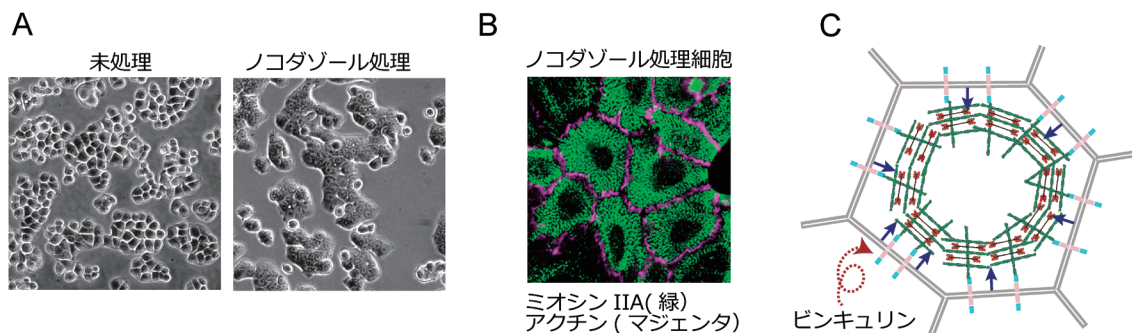 A
未処理
ノコダゾール処理
B
ノコダゾール処理細胞
ミオシン IIA( 緑)
アクチン ( マジェンタ)
C
ビンキュリン